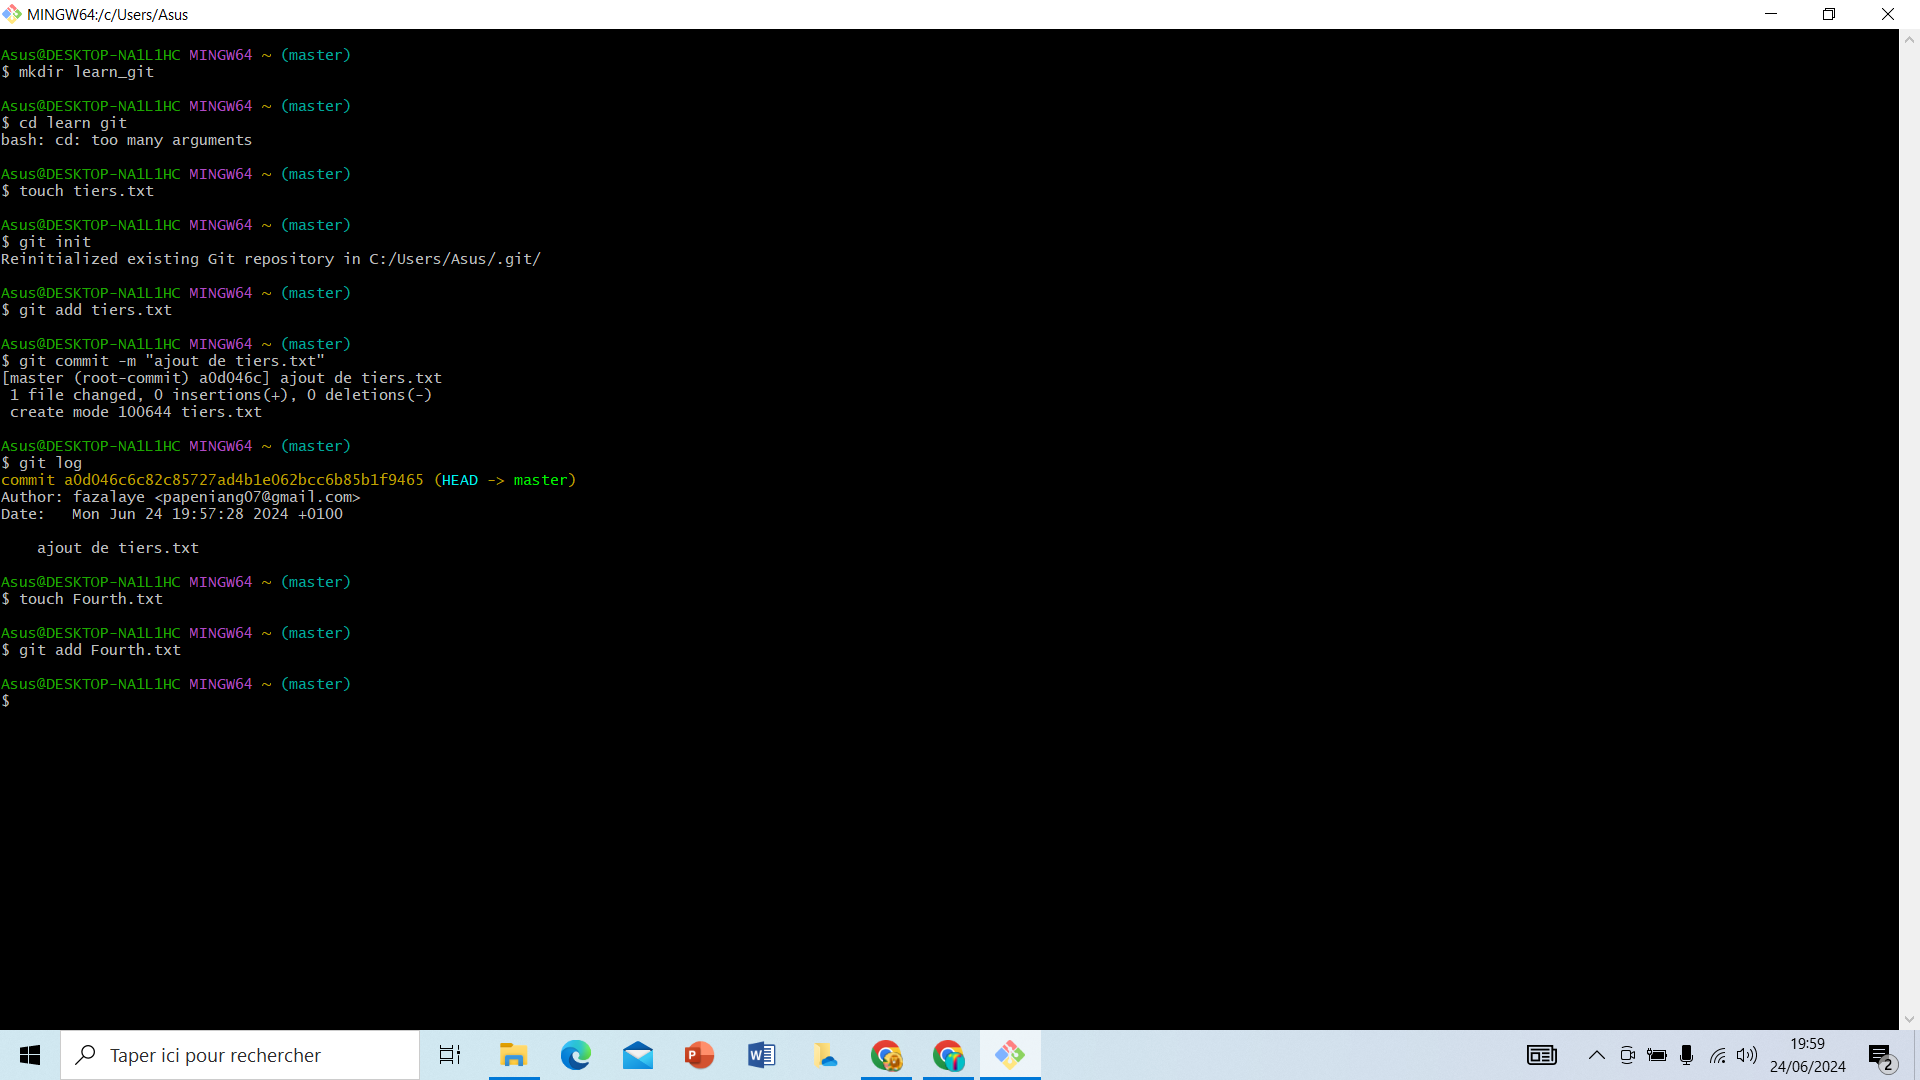 MINGW64:/c/Users/Asus
Asus@DESKTOP-NA1L1HC MINGW64 ~ (master)
$ mkdir learn_git
Asus@DESKTOP-NA1L1HC MINGW64 ~ (master)
$ cd learn git
bash: cd: too many arguments
Asus@DESKTOP-NA1L1HC MINGW64 ~ (master)
$ touch tiers.txt
Asus@DESKTOP-NA1L1HC MINGW64 ~ (master)
$ git init
Reinitialized existing Git repository in C:/Users/Asus/.git/
Asus@DESKTOP-NA1L1HC MINGW64 ~ (master)
$ git add tiers.txt
Asus@DESKTOP-NA1L1HC MINGW64 ~ (master)
$ git commit -m "ajout de tiers.txt"
[master (root-commit) a0d046c] ajout de tiers.txt
 1 file changed, 0 insertions(+), 0 deletions(-)
 create mode 100644 tiers.txt
Asus@DESKTOP-NA1L1HC MINGW64 ~ (master)
$ git log
commit a0d046c6c82c85727ad4b1e062bcc6b85b1f9465 (HEAD -> master)
Author: fazalaye <papeniang07@gmail.com>
Date:   Mon Jun 24 19:57:28 2024 +0100
    ajout de tiers.txt
Asus@DESKTOP-NA1L1HC MINGW64 ~ (master)
$ touch Fourth.txt
Asus@DESKTOP-NA1L1HC MINGW64 ~ (master)
$ git add Fourth.txt
Asus@DESKTOP-NA1L1HC MINGW64 ~ (master)
$
Taper ici pour rechercher
19:59
24/06/2024
2